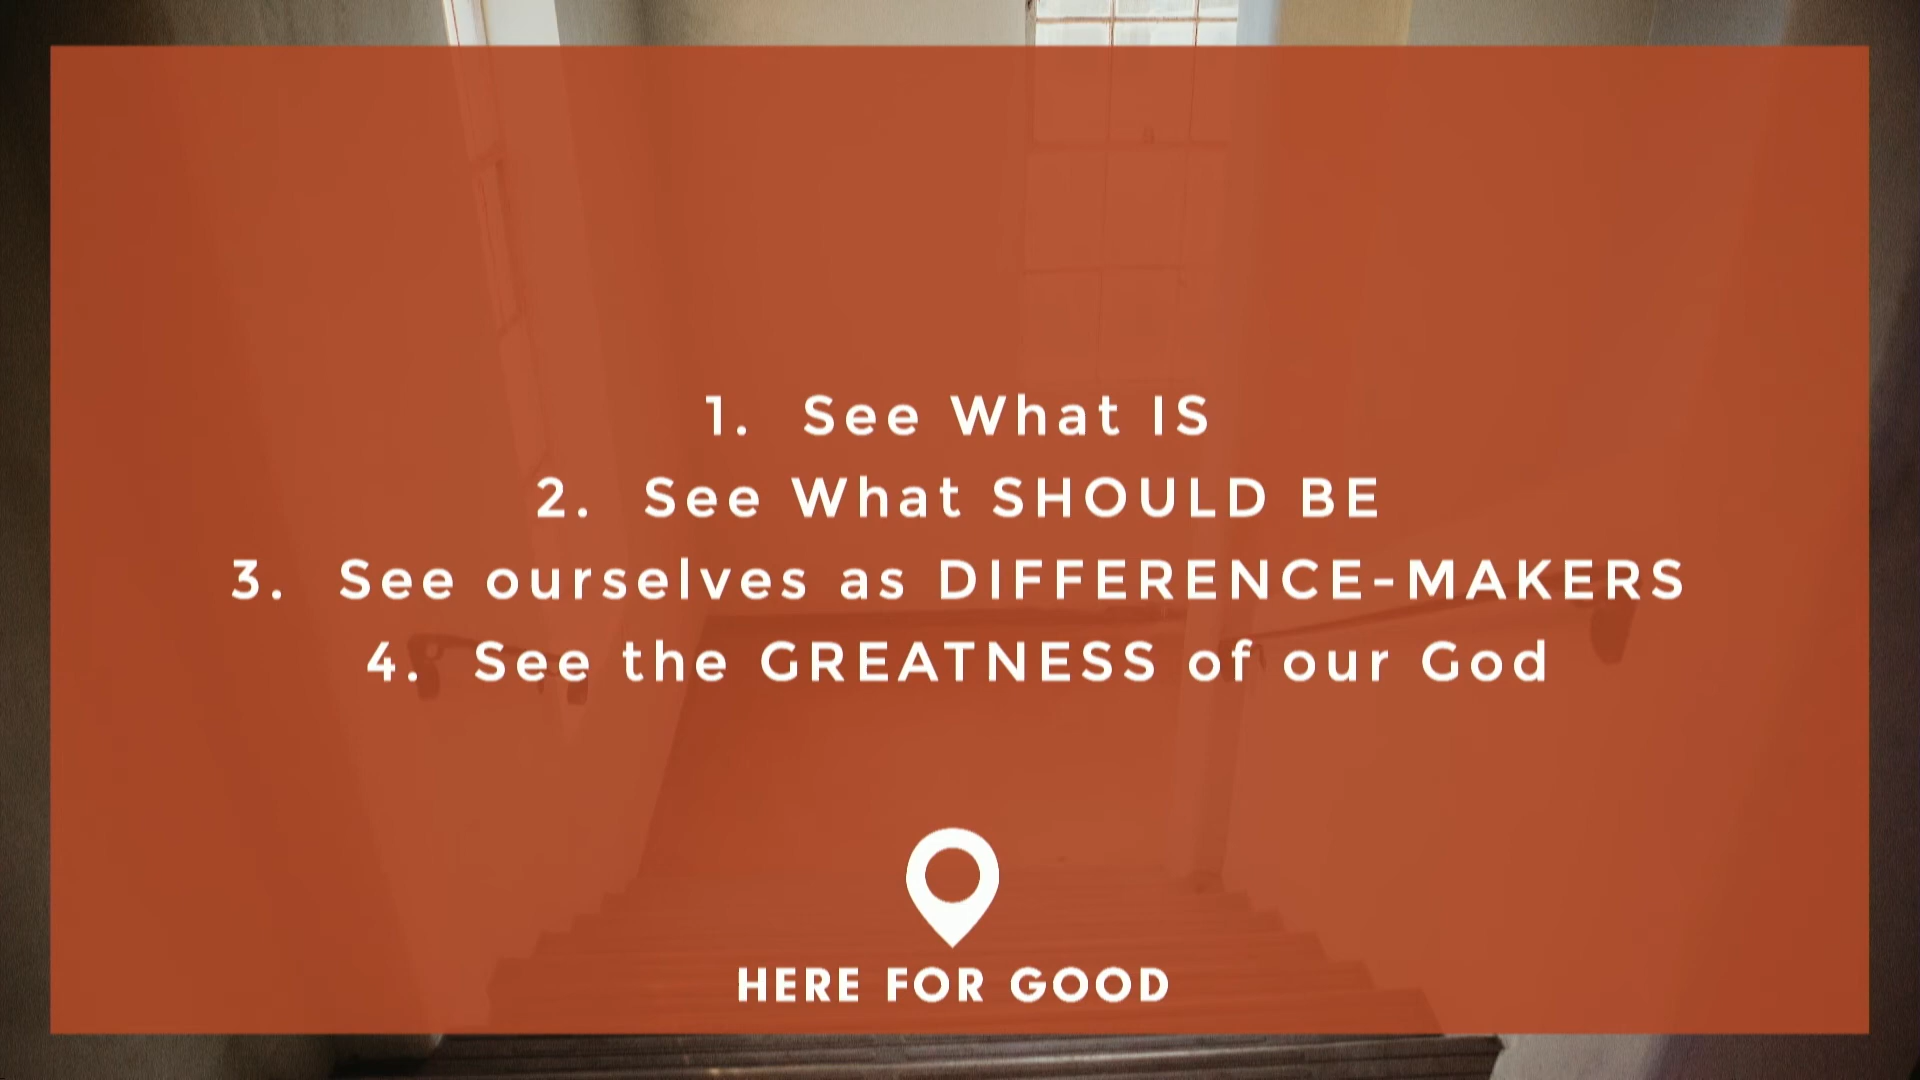 1. See What IS
2. See What SHOULD BE
3. See ourselves as DIFFERENCE-MAKERS
4. See the GREATNESS of our God
HERE FOR GOOD